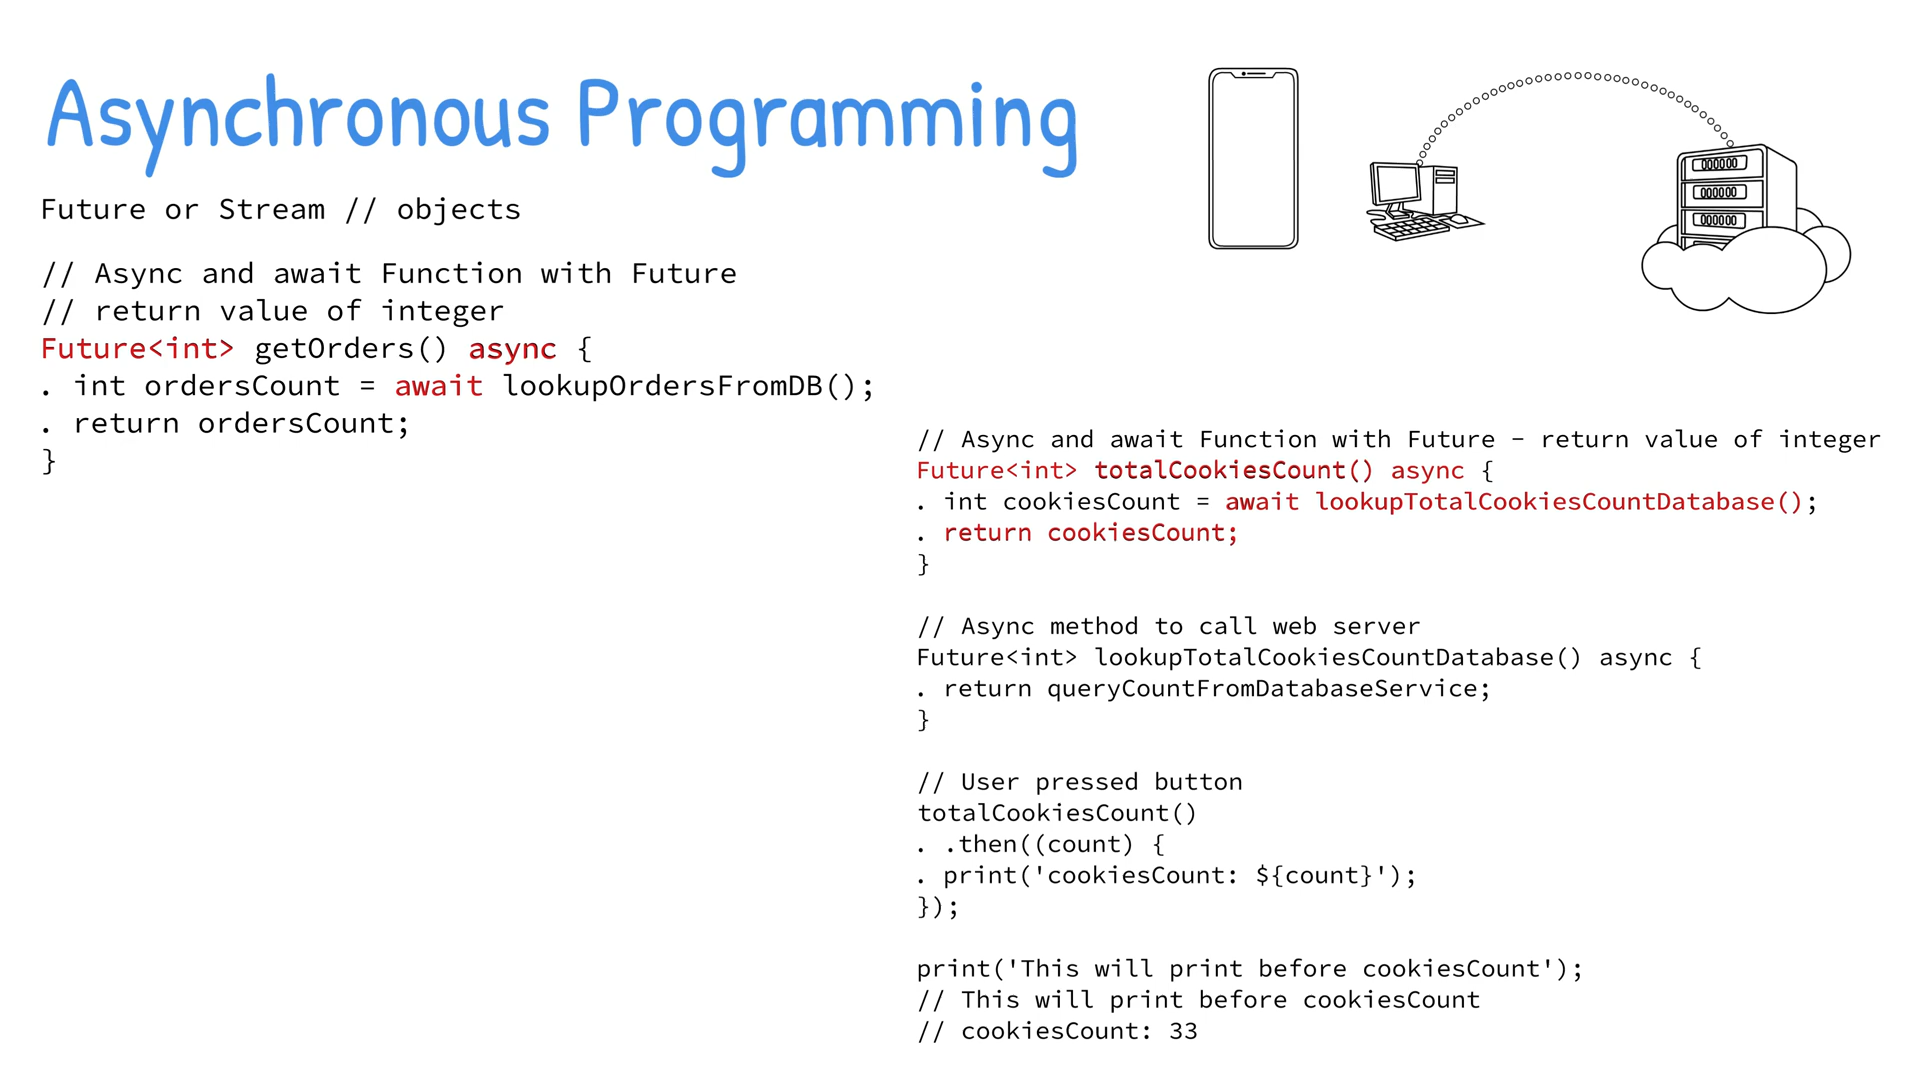 Asynchronous Programming
Future or Stream // objects
// Async and await Function with Future
// return value of integer
Future<int> getOrders() async {
. int ordersCount = await lookupOrdersFromDB();
. return ordersCount;
}
// Async and await Function with Future - return value of integer
Future<int> totalCookiesCount() async {
. int cookiesCount = await lookupTotalCookiesCountDatabase();
. return cookiesCount;
}
// Async method to call web server
Future<int> lookupTotalCookiesCountDatabase() async {
. return queryCountFromDatabaseService;
}
// User pressed button
totalCookiesCount()
. .then((count) {
. print('cookiesCount: ${count}');
});
print('This will print before cookiesCount');
// This will print before cookiesCount
// cookiesCount: 33